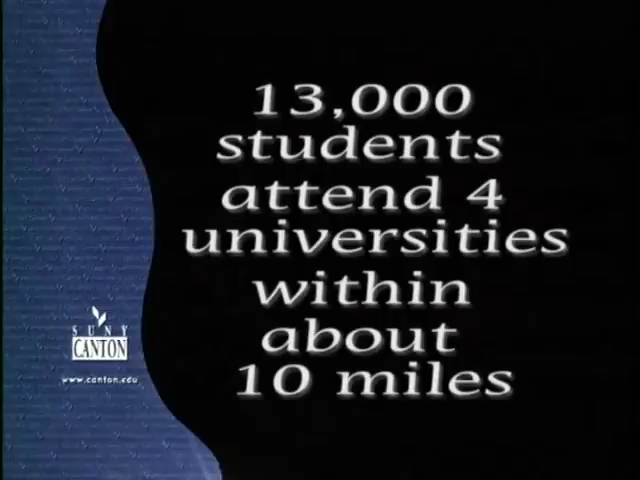 13,000
students
attend 4
universities
within
about
10 miles
SUNY
CANTON
www.canton.edu